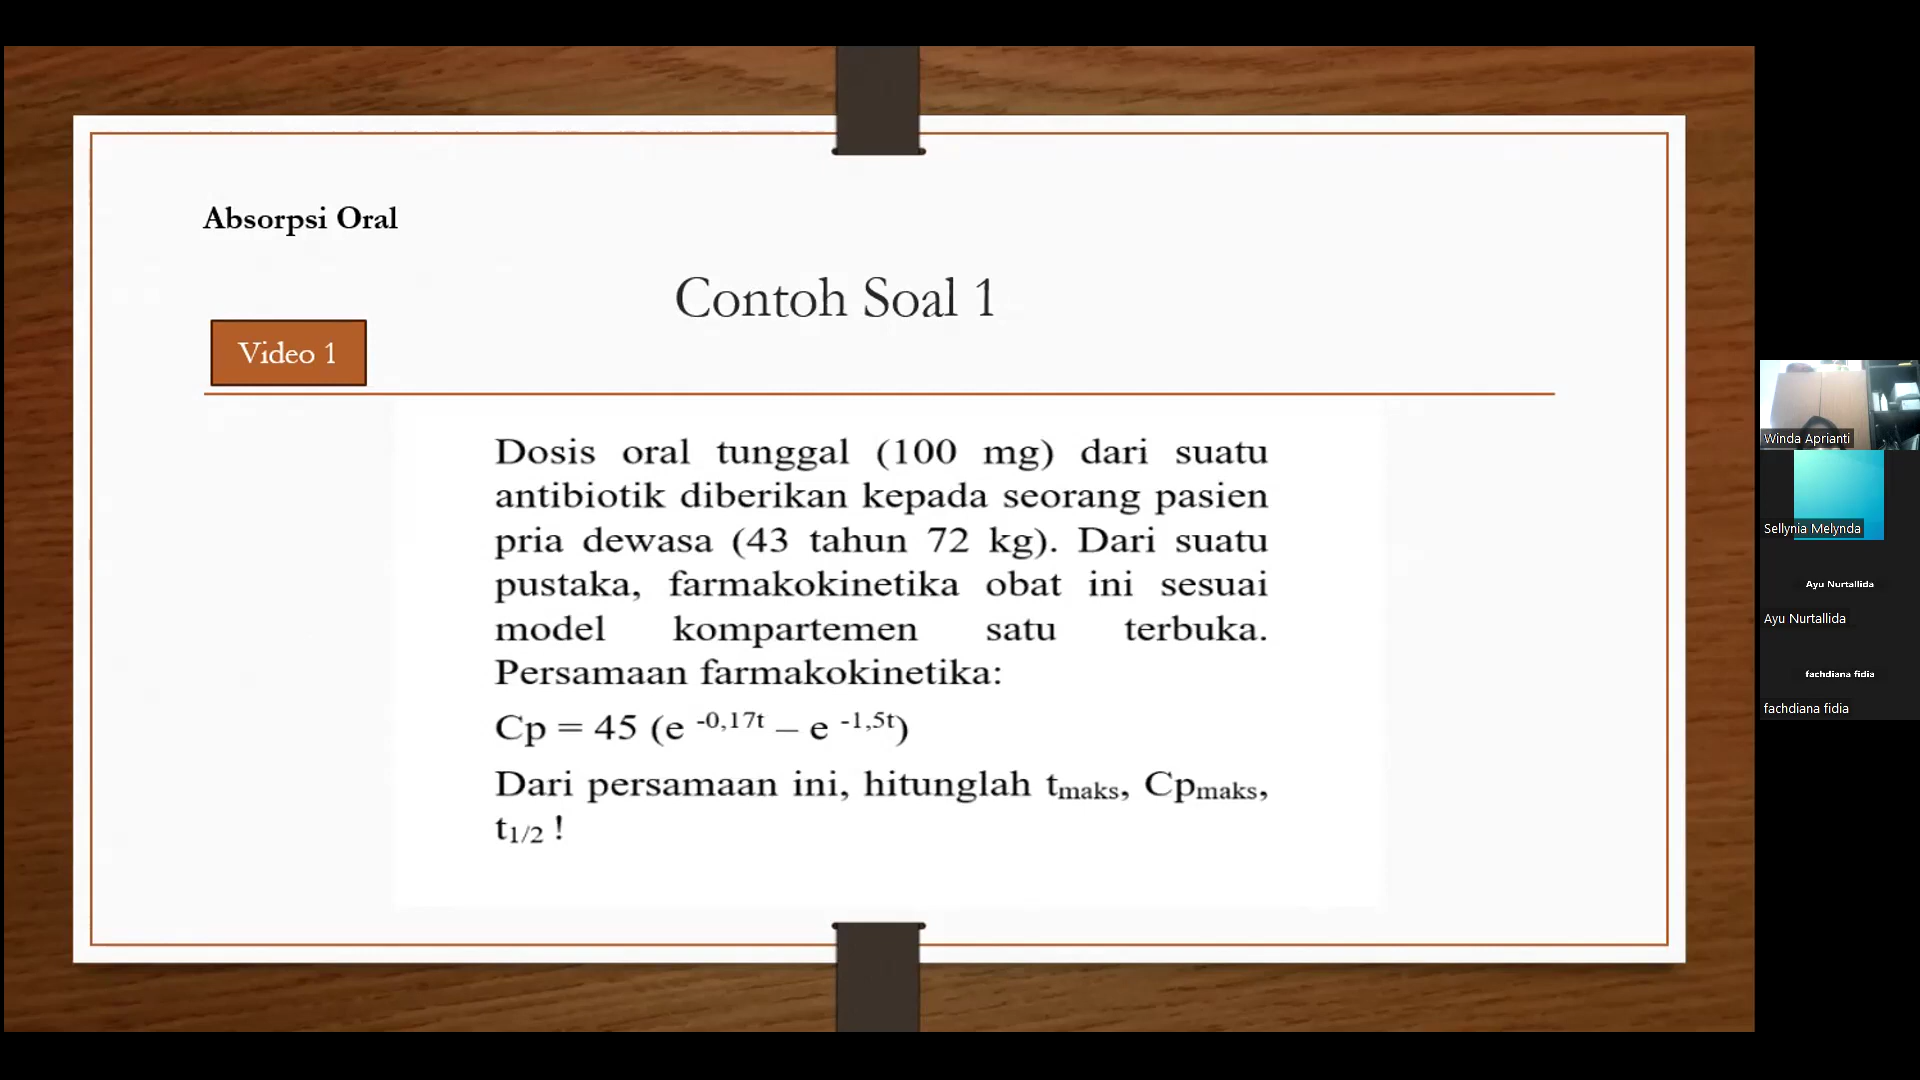 Absorpsi Oral
Contoh Soal 1
Video 1
Dosis oral tunggal (100 mg) dari suatu
antibiotik diberikan kepada seorang pasien
pria dewasa (43 tahun 72 kg). Dari suatu
pustaka, farmakokinetika obat ini sesuai
model kompartemen satu terbuka.
Persamaan farmakokinetika:
Cp = 45 (e -0,17t – e -1,5t)
Dari persamaan ini, hitunglah tmaks, Cpmaks,
t1/2 !
Winda Aprianti
Sellynia Melynda
Ayu Nurtallida
Ayu Nurtallida
fachdiana fidia
fachdiana fidia